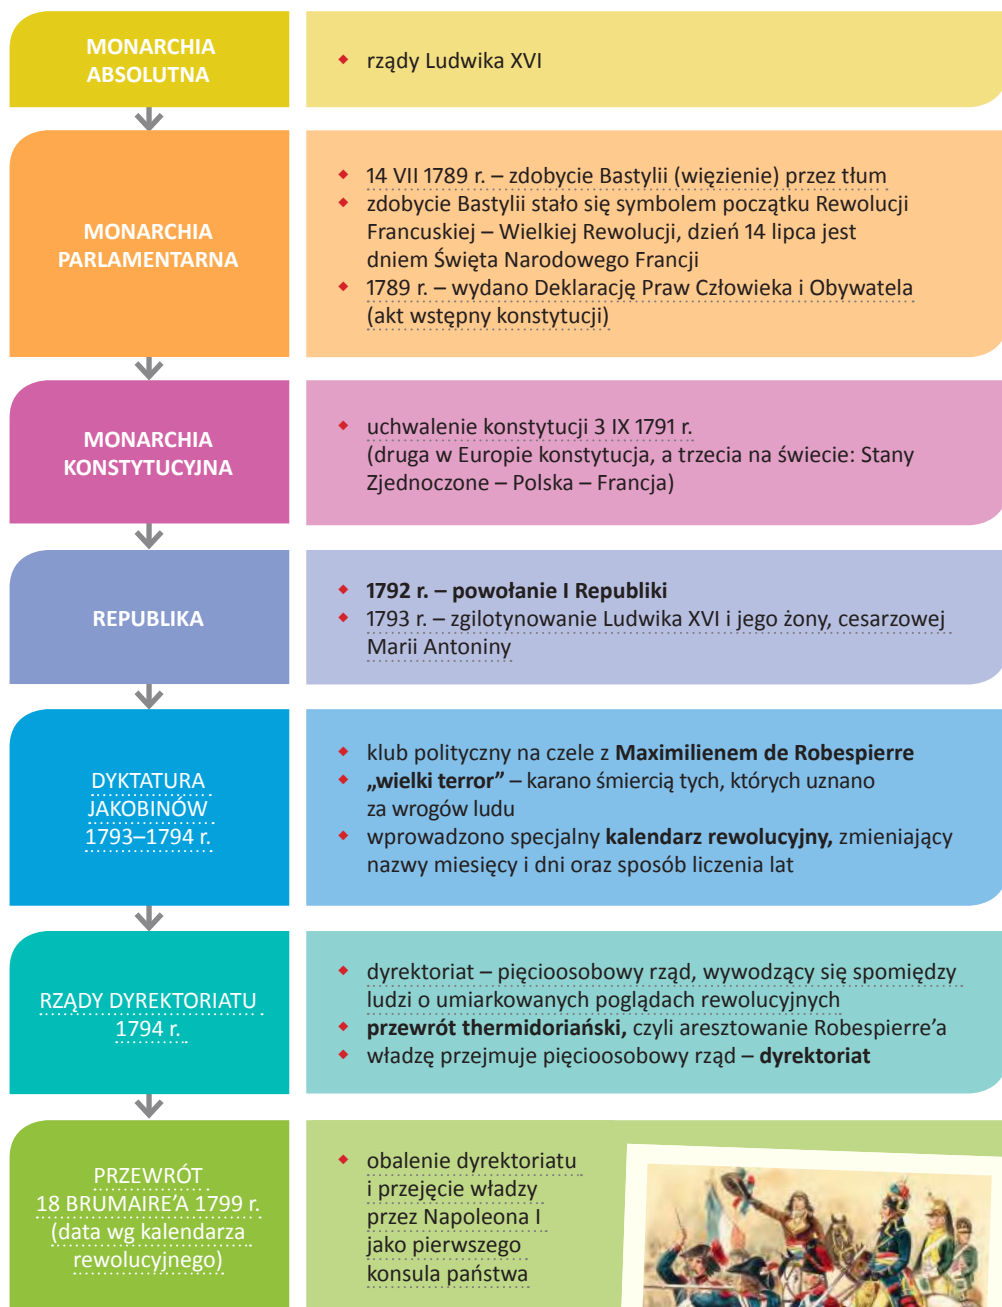 MONARCHIA
ABSOLUTNA
rządy Ludwika XVI
MONARCHIA
PARLAMENTARNA
14 VII 1789 r. – zdobycie Bastylii (więzienie) przez tłum
zdobycie Bastylii stało się symbolem początku Rewolucji
Francuskiej – Wielkiej Rewolucji, dzień 14 lipca jest
dniem Święta Narodowego Francji
1789 r. – wydano Deklarację Praw Człowieka i Obywatela
(akt wstępny konstytucji)
MONARCHIA
KONSTYTUCYJNA
uchwalenie konstytucji 3 IX 1791 r.
(druga w Europie konstytucja, a trzecia na świecie: Stany
Zjednoczone – Polska – Francja)
REPUBLIKA
1792 r. – powołanie I Republiki
1793 r. – zgilotynowanie Ludwika XVI i jego żony, cesarzowej
Marii Antoniny
DYKTATURA
JAKOBINÓW
1793–1794 r.
klub polityczny na czele z Maximilienem de Robespierre
„wielki terror” – karano śmiercią tych, których uznano
za wrogów ludu
wprowadzono specjalny kalendarz rewolucyjny, zmieniający
nazwy miesięcy i dni oraz sposób liczenia lat
RZĄDY DYREKTORIATU
1794 r.
dyrektoriat – pięcioosobowy rząd, wywodzący się spomiędzy
ludzi o umiarkowanych poglądach rewolucyjnych
przewrót thermidoriański, czyli aresztowanie Robespierre’a
władzę przejmuje pięcioosobowy rząd – dyrektoriat
PRZEWRÓT
18 BRUMAIRE’A 1799 r.
(data wg kalendarza
rewolucyjnego)
obalenie dyrektoriatu
i przejęcie władzy
przez Napoleona I
jako pierwszego
konsula państwa